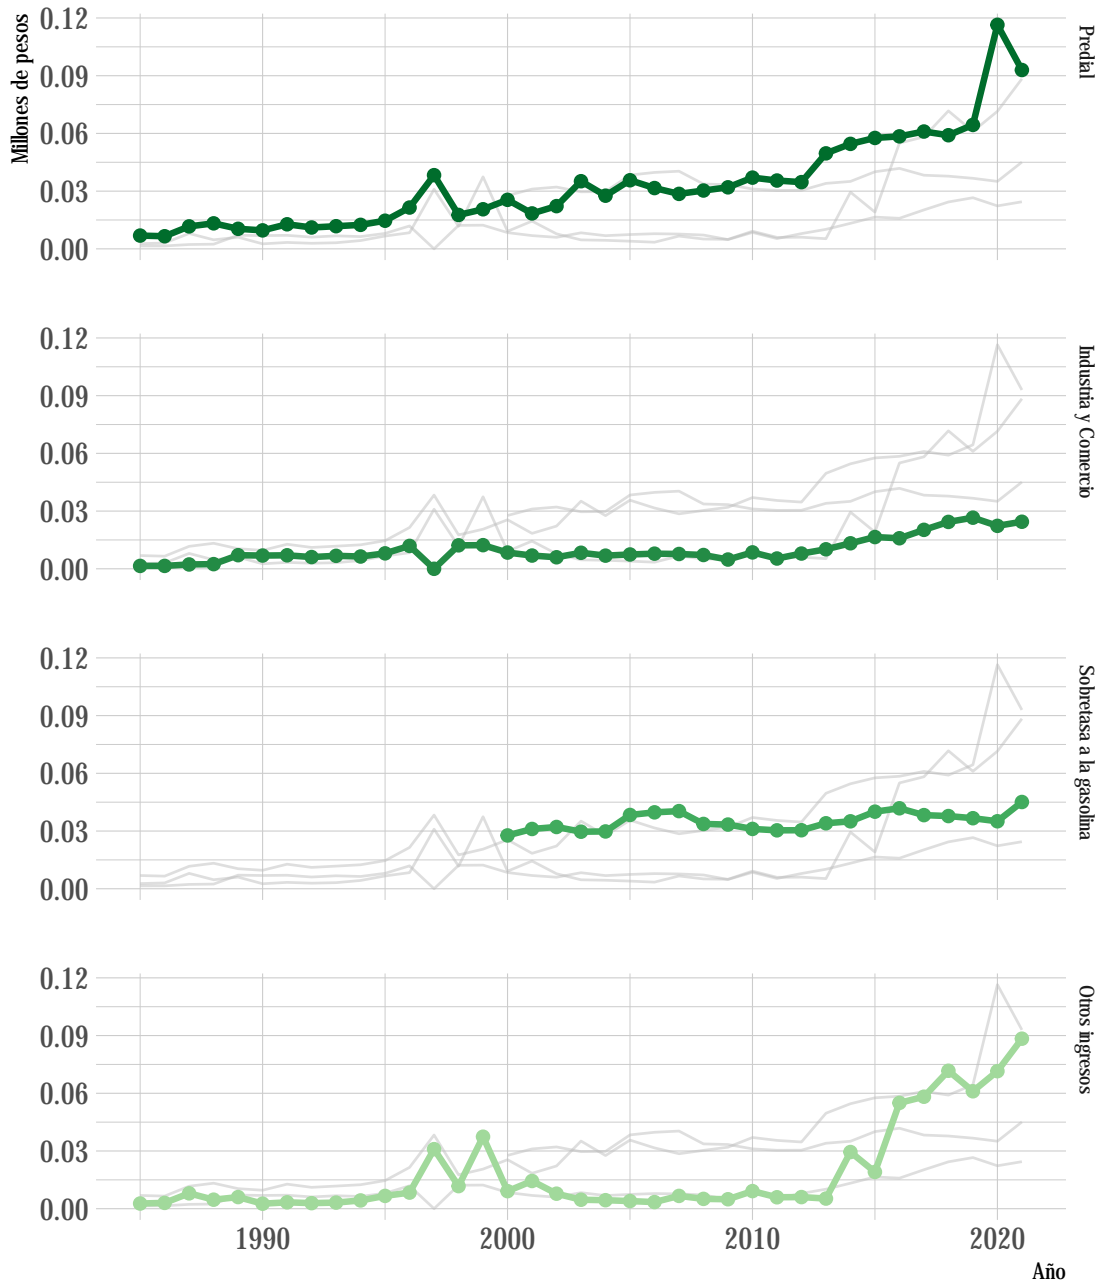 Millones de pesos
0.12
0.09
0.06
0.03
0.00
Predial
0.12
0.09
0.06
0.03
0.00
Industria y Comercio
0.12
0.09
0.06
0.03
0.00
Sobretasa a la gasolina
0.12
0.09
0.06
0.03
0.00
Otros ingresos
1990 2000 2010 2020
Año